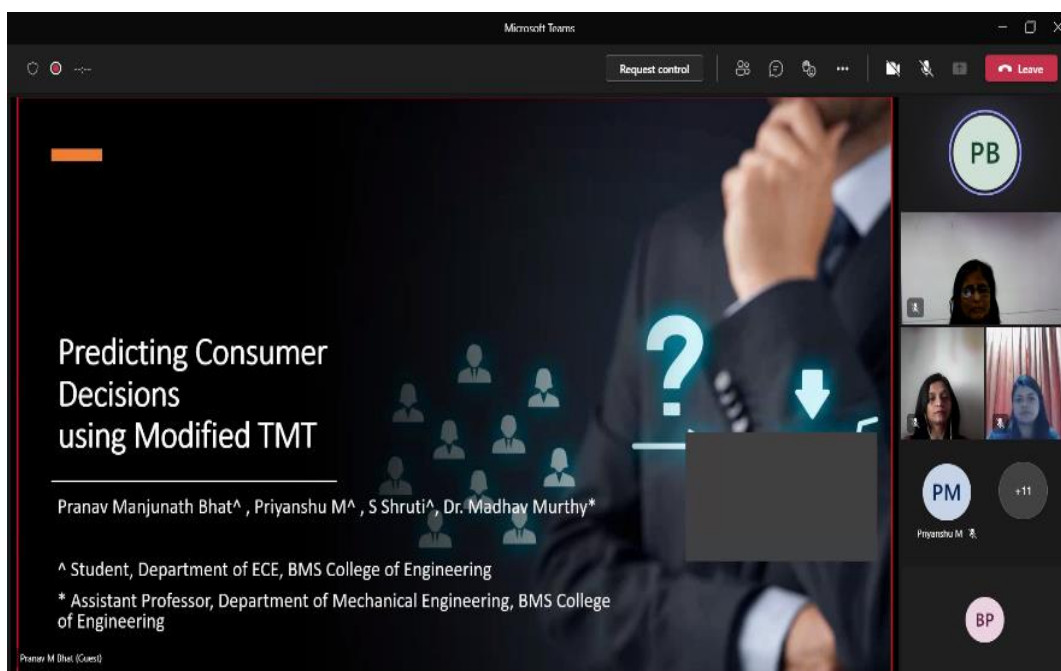 Microsoft Teams
--:--
Request control
Leave
PB
Predicting Consumer
Decisions
using Modified TMT
Pranav Manjunath Bhat^ , Priyanshu M^ , S Shruti^, Dr. Madhav Murthy*
^ Student, Department of ECE, BMS College of Engineering
* Assistant Professor, Department of Mechanical Engineering, BMS College
of Engineering
PM
+11
Priyanshu M
BP
Pranav M Bhat (Guest)